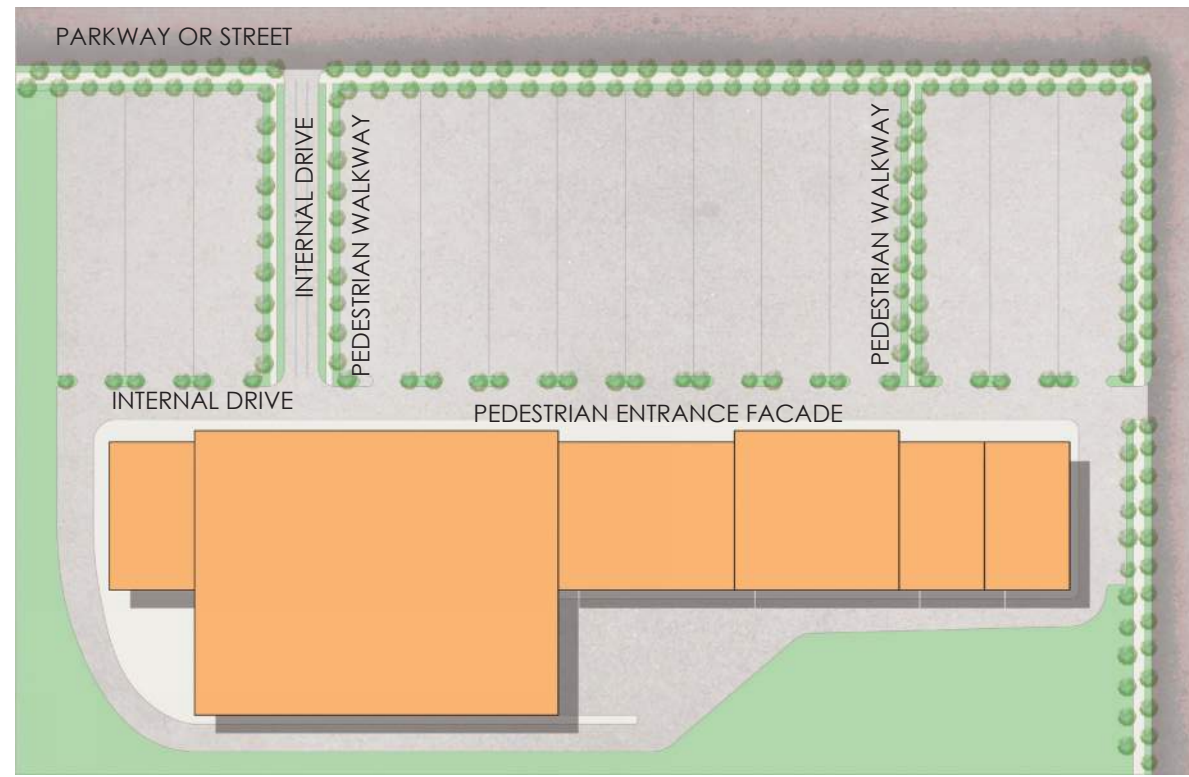 PARKWAY OR STREET
INTERNAL DRIVE
PEDESTRIAN WALKWAY
PEDESTRIAN WALKWAY
INTERNAL DRIVE
PEDESTRIAN ENTRANCE FACADE